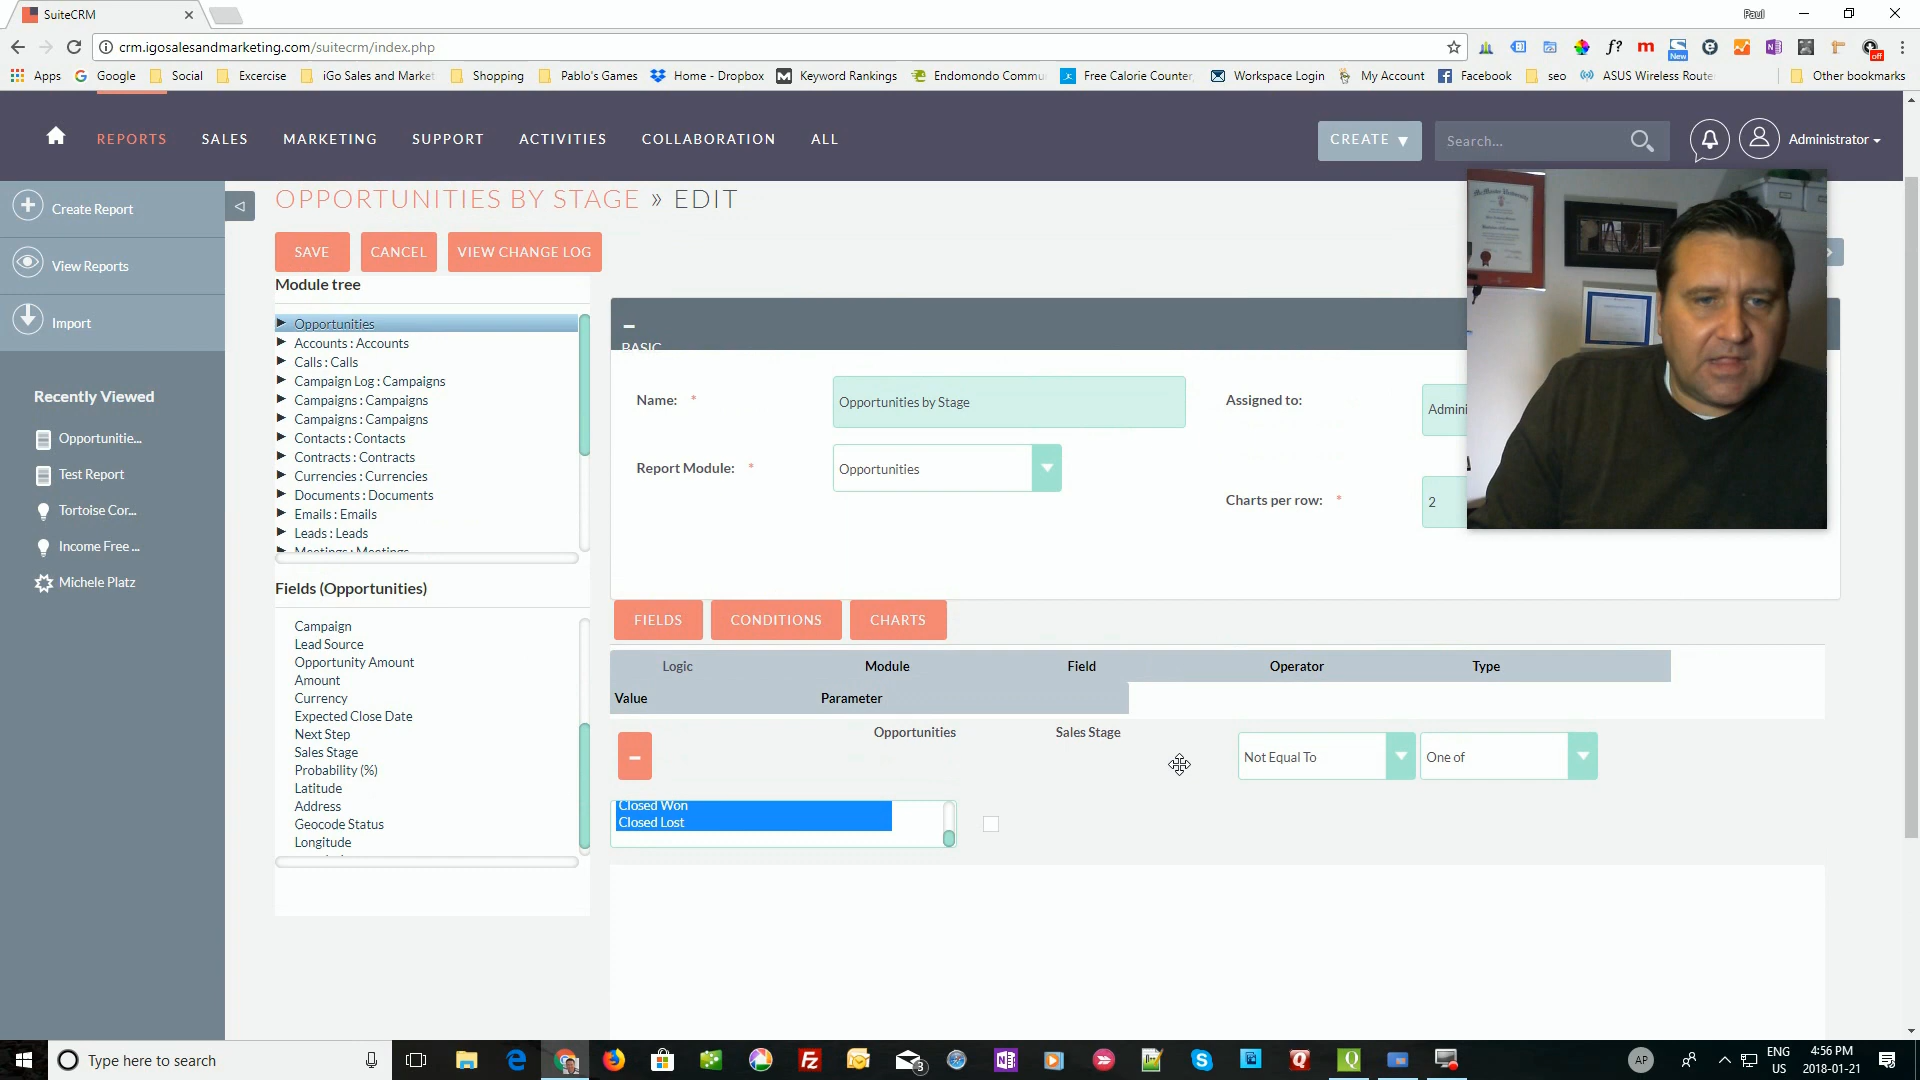 SuiteCRM
Paul
crm.igosalesandmarketing.com/suitecrm/index.php
f?
m
New
off
Apps
Google
Social
Excercise
iGo Sales and Market
Shopping
Pablo's Games
Home - Dropbox
Keyword Rankings
Endomondo Commu
Free Calorie Counter,
Workspace Login
My Account
Facebook
seo
ASUS Wireless Route
Other bookmarks
REPORTS
SALES
MARKETING
SUPPORT
ACTIVITIES
COLLABORATION
ALL
CREATE
Search...
Administrator
Create Report
View Reports
Import
Recently Viewed
Opportunitie...
Test Report
Tortoise Cor...
Income Free ...
Michele Platz
OPPORTUNITIES BY STAGE » EDIT
SAVE
CANCEL
VIEW CHANGE LOG
Module tree
Opportunities
Accounts : Accounts
Calls : Calls
Campaign Log : Campaigns
Campaigns : Campaigns
Campaigns : Campaigns
Contacts : Contacts
Contracts : Contracts
Currencies : Currencies
Documents : Documents
Emails : Emails
Leads : Leads
Meetings : Meetings
Fields (Opportunities)
Campaign
Lead Source
Opportunity Amount
Amount
Currency
Expected Close Date
Next Step
Sales Stage
Probability (%)
Latitude
Address
Geocode Status
Longitude
BASIC
Name: *
Opportunities by Stage
Assigned to:
Admini
Report Module: *
Opportunities
Charts per row: *
2
FIELDS
CONDITIONS
CHARTS
Logic
Module
Field
Operator
Type
Value
Parameter
Opportunities
Sales Stage
Not Equal To
One of
Closed Won
Closed Lost
Type here to search
3
AP
ENG
US
4:56 PM
2018-01-21